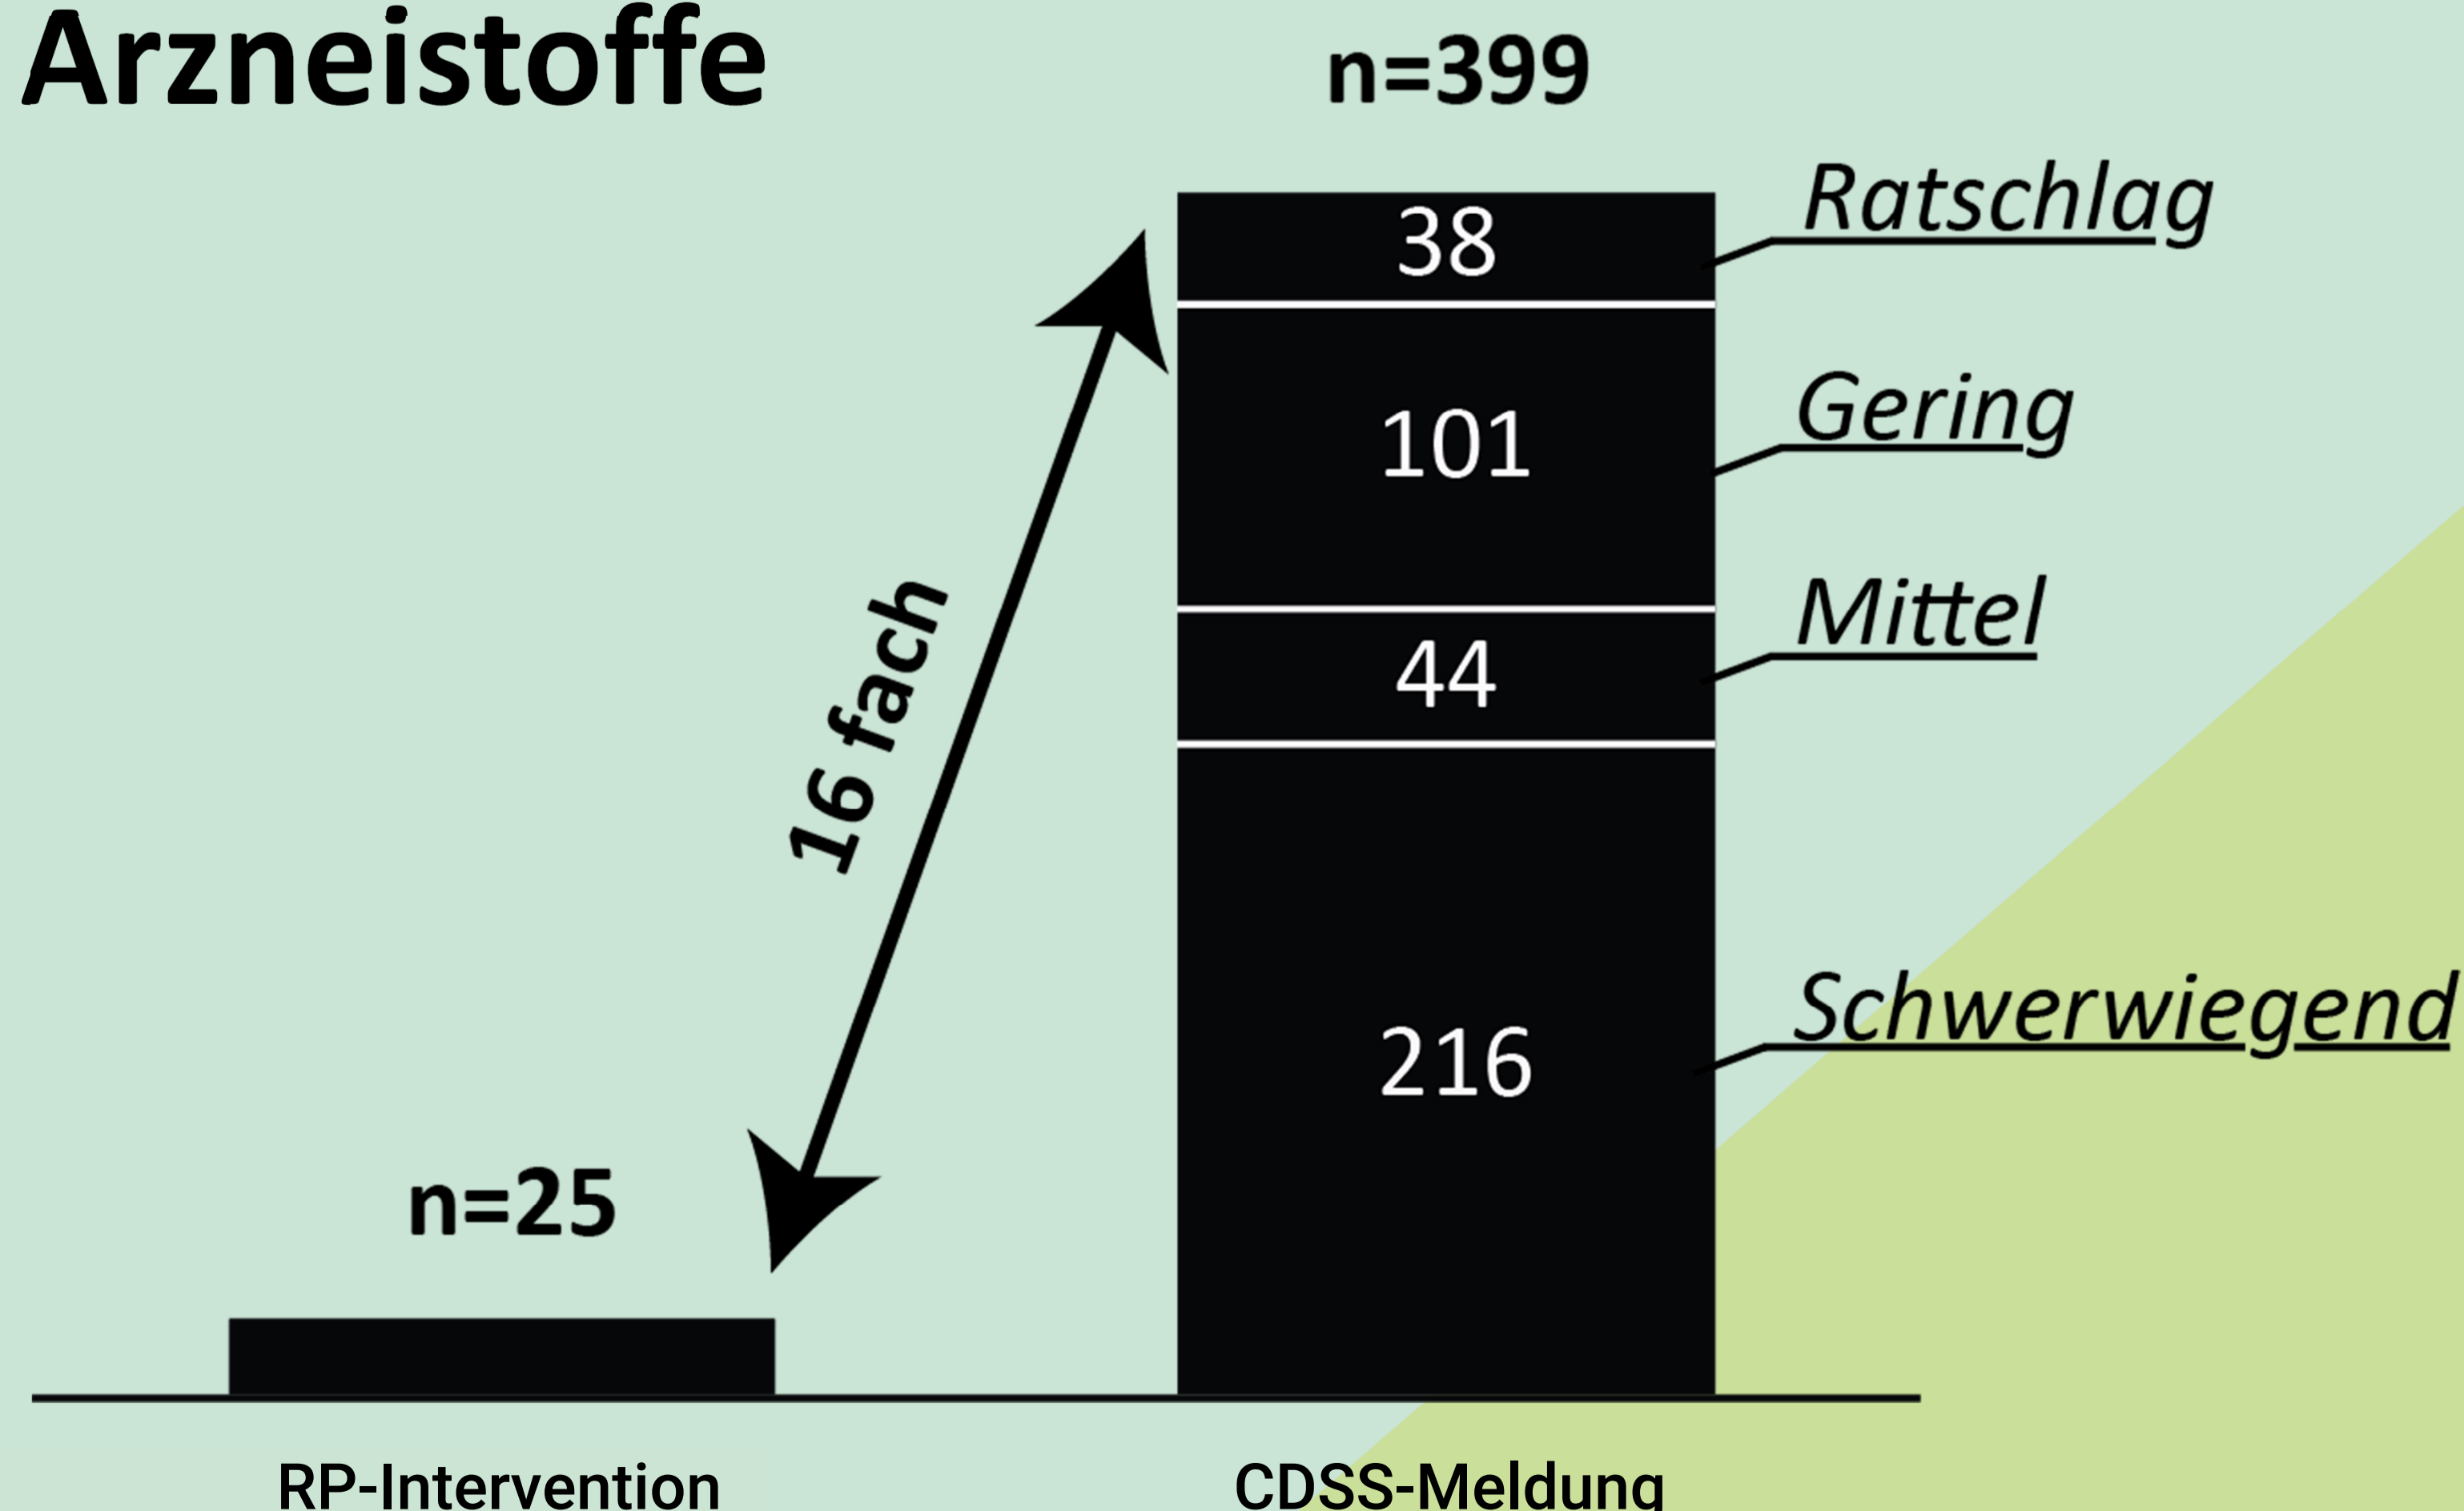 Arzneistoffe
n=399
38
Ratschlag
101
Gering
44
Mittel
16 fach
216
Schwerwiegend
n=25
RP-Intervention
CDSS-Meldung